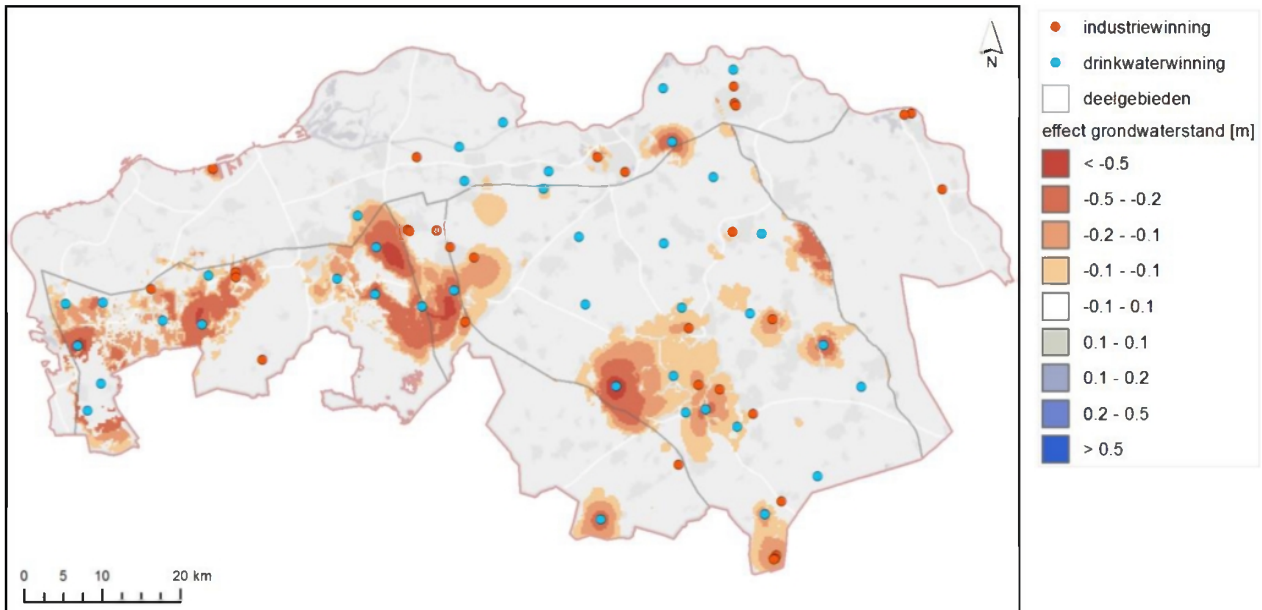 N
industriewinning
drinkwaterwinning
deelgebieden
effect grondwaterstand [m]
< -0.5
-0.5 - -0.2
-0.2 - -0.1
-0.1 - -0.1
-0.1 - 0.1
0.1 - 0.1
0.1 - 0.2
0.2 - 0.5
> 0.5
0 5 10 20 km